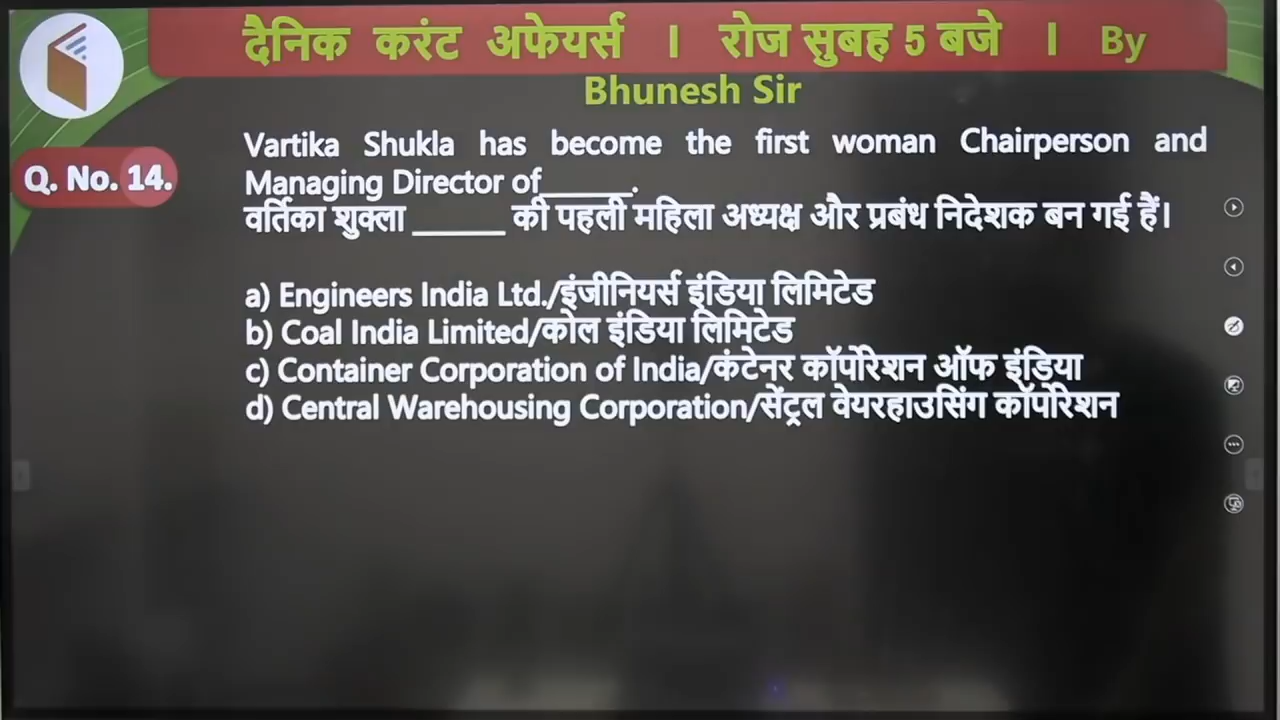 दैनिक करंट अफेयर्स । रोज सुबह 5 बजे । By
Bhunesh Sir
Q. No. 14.
Vartika Shukla has become the first woman Chairperson and
Managing Director of______.
वर्तिका शुक्ला ______ की पहली महिला अध्यक्ष और प्रबंध निदेशक बन गई हैं।
a) Engineers India Ltd./इंजीनियर्स इंडिया लिमिटेड
b) Coal India Limited/कोल इंडिया लिमिटेड
c) Container Corporation of India/कंटेनर कॉर्पोरेशन ऑफ इंडिया
d) Central Warehousing Corporation/सेंट्रल वेयरहाउसिंग कॉर्पोरेशन